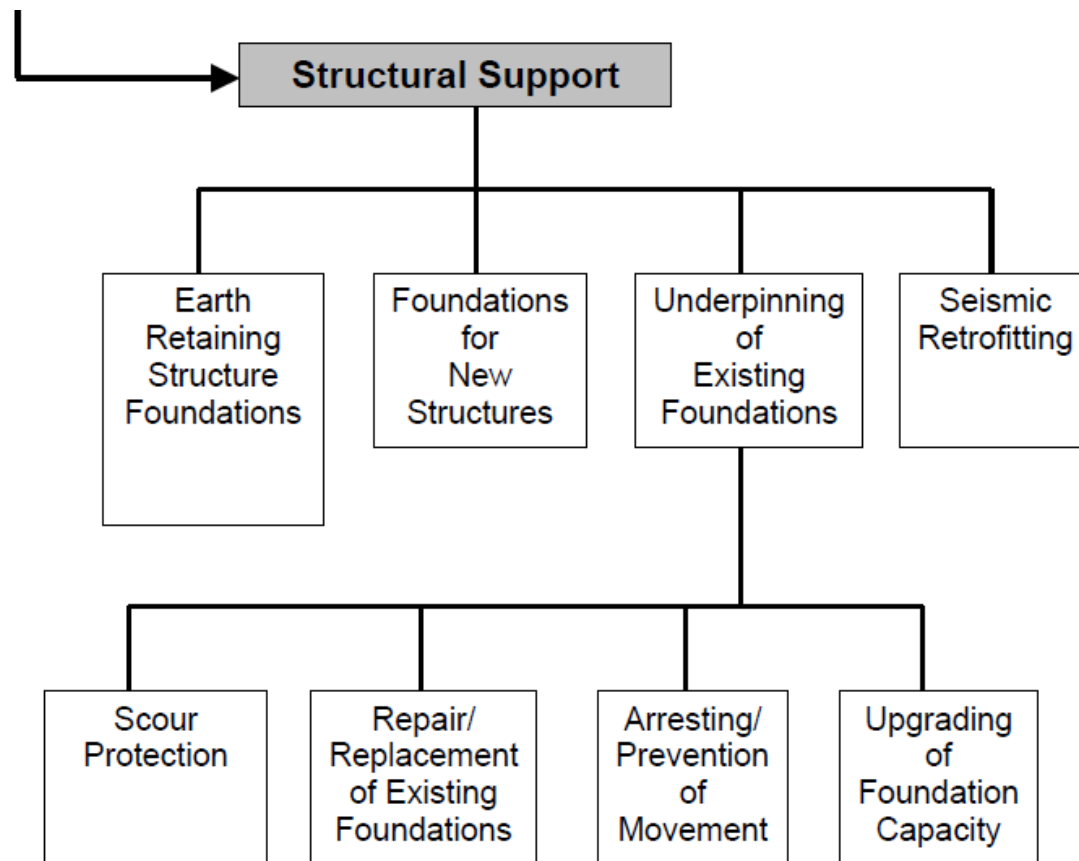 Structural Support
Earth
Retaining
Structure
Foundations
Foundations
for
New
Structures
Underpinning
of
Existing
Foundations
Seismic
Retrofitting
Scour
Protection
Repair/
Replacement
of Existing
Foundations
Arresting/
Prevention
of
Movement
Upgrading
of
Foundation
Capacity